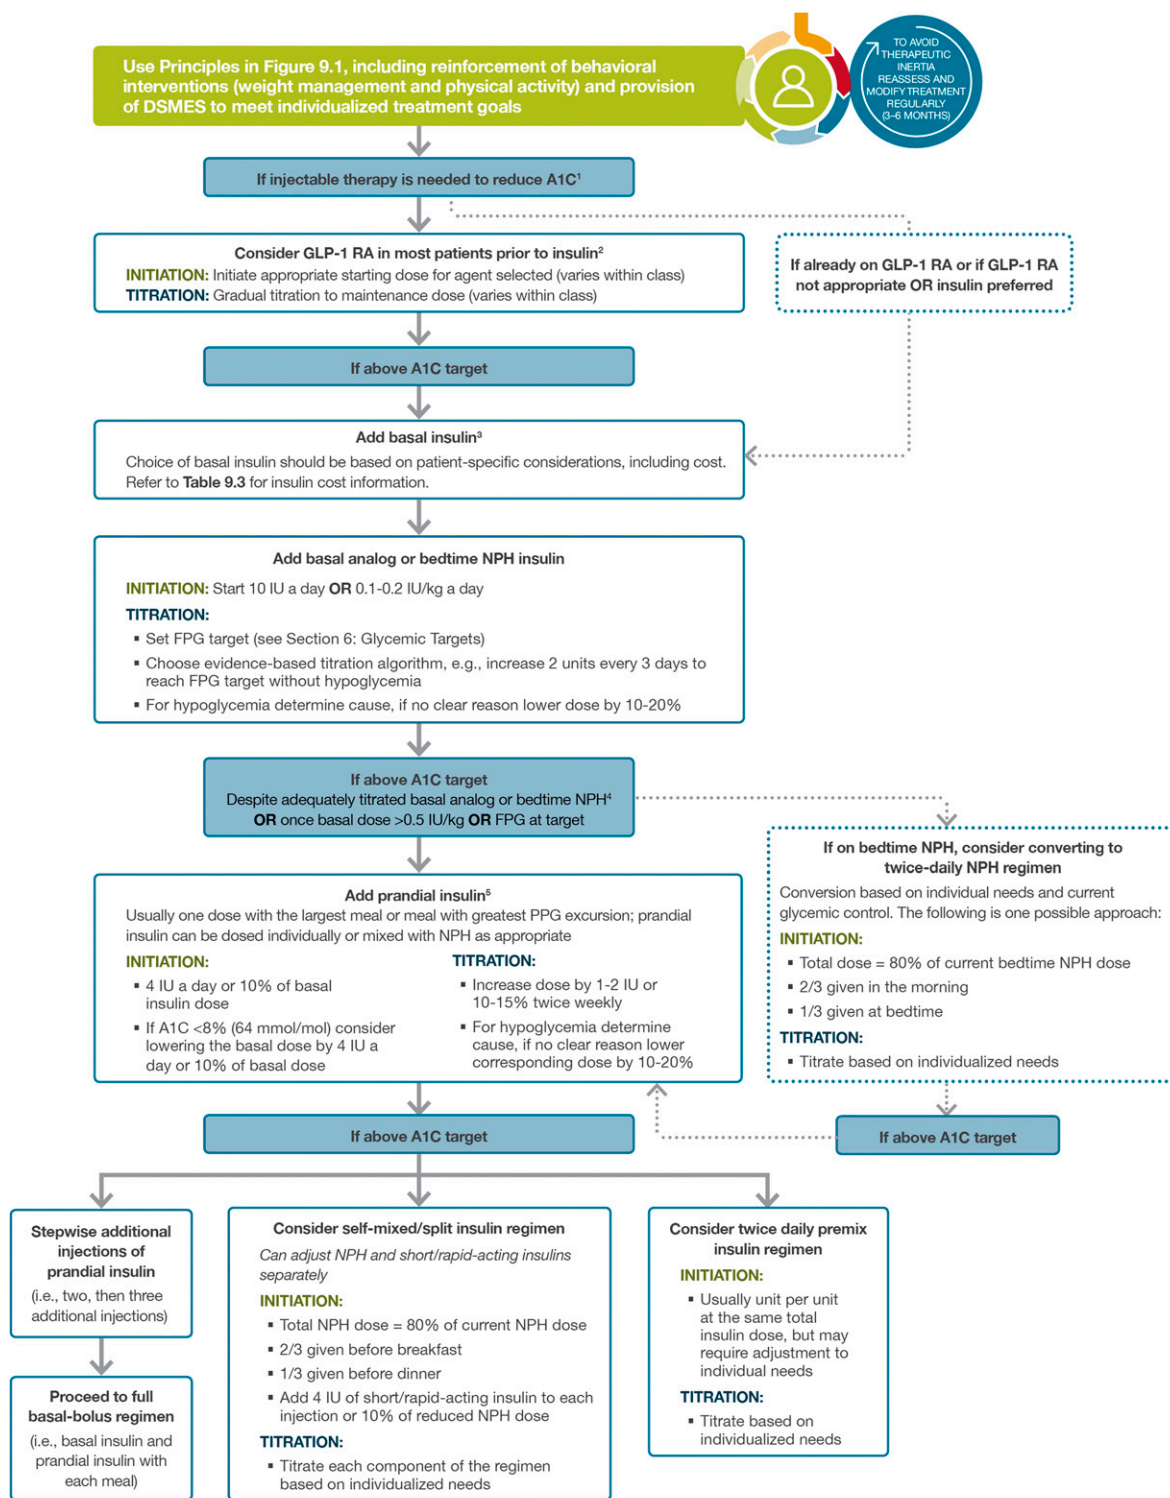 Use Principles in Figure 9.1, including reinforcement of behavioral
interventions (weight management and physical activity) and provision
of DSMES to meet individualized treatment goals
TO AVOID
THERAPEUTIC
INERTIA
REASSESS AND
MODIFY TREATMENT
REGULARLY
(3–6 MONTHS)
If injectable therapy is needed to reduce A1C¹
Consider GLP-1 RA in most patients prior to insulin²
INITIATION: Initiate appropriate starting dose for agent selected (varies within class)
TITRATION: Gradual titration to maintenance dose (varies within class)
If already on GLP-1 RA or if GLP-1 RA
not appropriate OR insulin preferred
If above A1C target
Add basal insulin³
Choice of basal insulin should be based on patient-specific considerations, including cost.
Refer to Table 9.3 for insulin cost information.
Add basal analog or bedtime NPH insulin
INITIATION: Start 10 IU a day OR 0.1-0.2 IU/kg a day
TITRATION:
▪ Set FPG target (see Section 6: Glycemic Targets)
▪ Choose evidence-based titration algorithm, e.g., increase 2 units every 3 days to
reach FPG target without hypoglycemia
▪ For hypoglycemia determine cause, if no clear reason lower dose by 10-20%
If above A1C target
Despite adequately titrated basal analog or bedtime NPH⁴
OR once basal dose >0.5 IU/kg OR FPG at target
If on bedtime NPH, consider converting to
twice-daily NPH regimen
Conversion based on individual needs and current
glycemic control. The following is one possible approach:
INITIATION:
▪ Total dose = 80% of current bedtime NPH dose
▪ 2/3 given in the morning
▪ 1/3 given at bedtime
TITRATION:
▪ Titrate based on individualized needs
Add prandial insulin⁵
Usually one dose with the largest meal or meal with greatest PPG excursion; prandial
insulin can be dosed individually or mixed with NPH as appropriate
INITIATION:
▪ 4 IU a day or 10% of basal
insulin dose
▪ If A1C <8% (64 mmol/mol) consider
lowering the basal dose by 4 IU a
day or 10% of basal dose
TITRATION:
▪ Increase dose by 1-2 IU or
10-15% twice weekly
▪ For hypoglycemia determine
cause, if no clear reason lower
corresponding dose by 10-20%
If above A1C target
If above A1C target
Stepwise additional
injections of
prandial insulin
(i.e., two, then three
additional injections)
Proceed to full
basal-bolus regimen
(i.e., basal insulin and
prandial insulin with
each meal)
Consider self-mixed/split insulin regimen
Can adjust NPH and short/rapid-acting insulins
separately
INITIATION:
▪ Total NPH dose = 80% of current NPH dose
▪ 2/3 given before breakfast
▪ 1/3 given before dinner
▪ Add 4 IU of short/rapid-acting insulin to each
injection or 10% of reduced NPH dose
TITRATION:
▪ Titrate each component of the regimen
based on individualized needs
Consider twice daily premix
insulin regimen
INITIATION:
▪ Usually unit per unit
at the same total
insulin dose, but may
require adjustment to
individual needs
TITRATION:
▪ Titrate based on
individualized needs